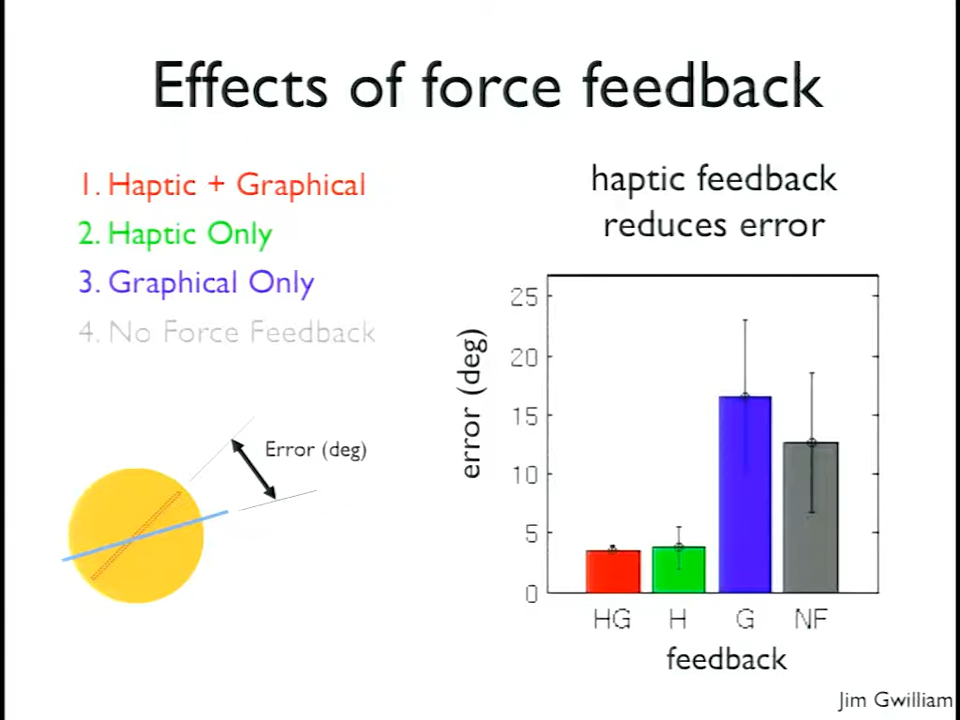 Effects of force feedback
1. Haptic + Graphical
2. Haptic Only
3. Graphical Only
4. No Force Feedback
Error (deg)
haptic feedback
reduces error
error (deg)
25
20
15
10
5
0
HG H G NF
feedback
Jim Gwilliam